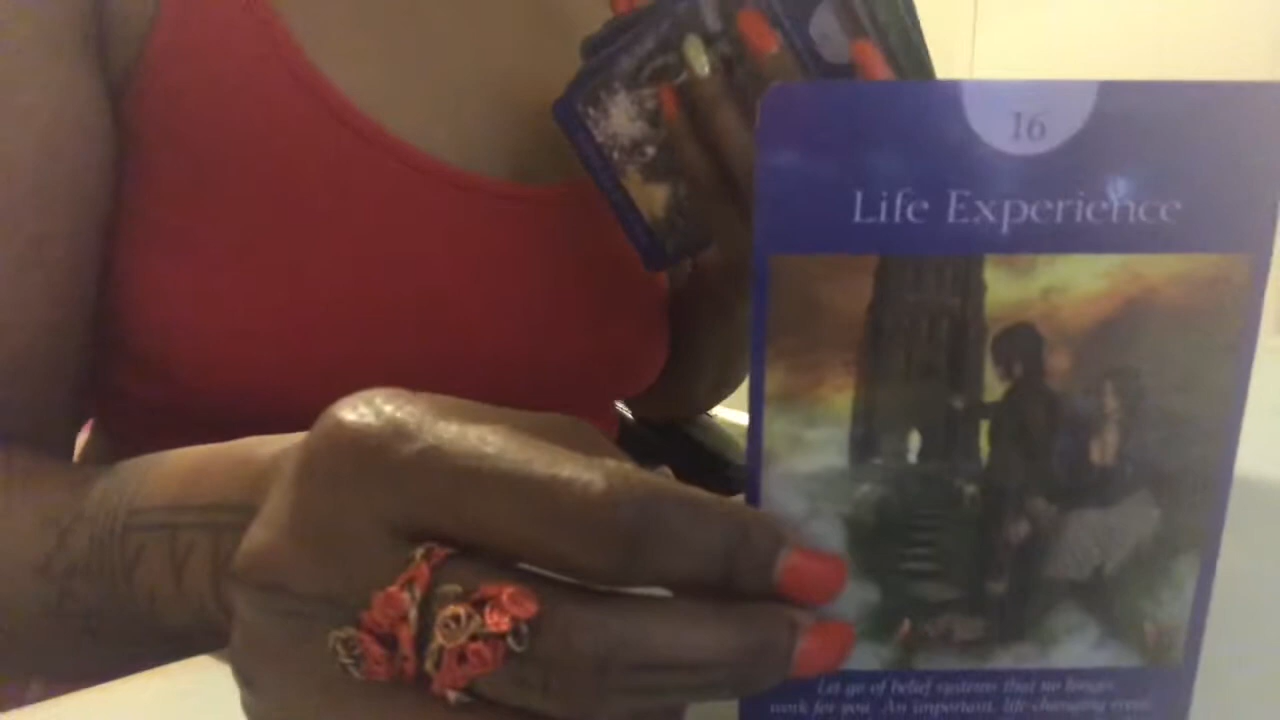 16
Life Experience
Let go of belief systems that no longer
work for you. An important, life-changing event